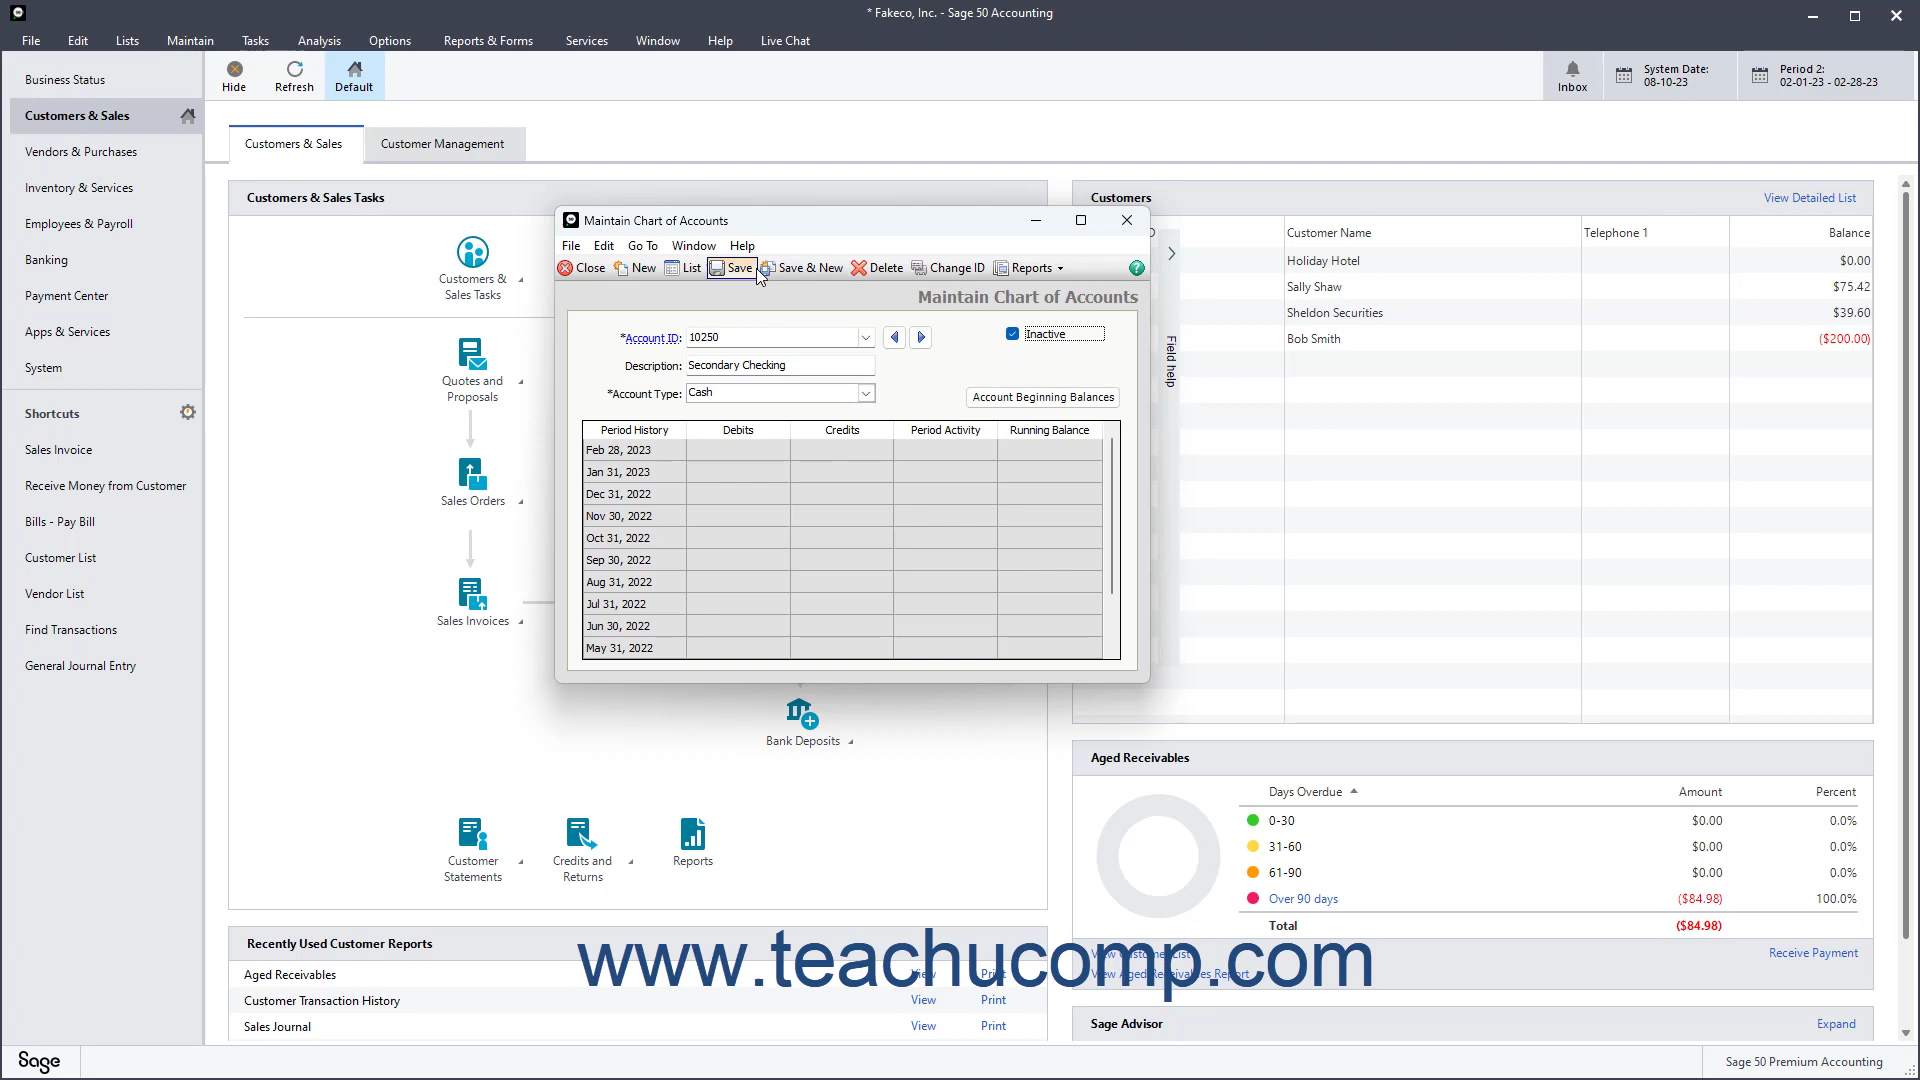 * Fakeco, Inc. - Sage 50 Accounting
File Edit Lists Maintain Tasks Analysis Options Reports & Forms Services Window Help Live Chat
Business Status
Customers & Sales
Vendors & Purchases
Inventory & Services
Employees & Payroll
Banking
Payment Center
Apps & Services
System
Shortcuts
Sales Invoice
Receive Money from Customer
Bills - Pay Bill
Customer List
Vendor List
Find Transactions
General Journal Entry
Hide Refresh Default
Inbox
System Date:
08-10-23
Period 2:
02-01-23 - 02-28-23
Customers & Sales Customer Management
Customers & Sales Tasks
Customers &
Sales Tasks
Quotes and
Proposals
Sales Orders
Sales Invoices
Bank Deposits
Customer
Statements
Credits and
Returns
Reports
Maintain Chart of Accounts
File Edit Go To Window Help
Close New List Save Save & New Delete Change ID Reports
Maintain Chart of Accounts
*Account ID: 10250
Inactive
Description: Secondary Checking
*Account Type: Cash
Account Beginning Balances
Period History Debits Credits Period Activity Running Balance
Feb 28, 2023
Jan 31, 2023
Dec 31, 2022
Nov 30, 2022
Oct 31, 2022
Sep 30, 2022
Aug 31, 2022
Jul 31, 2022
Jun 30, 2022
May 31, 2022
Field help
Customers View Detailed List
Customer Name Telephone 1 Balance
Holiday Hotel $0.00
Sally Shaw $75.42
Sheldon Securities $39.60
Bob Smith ($200.00)
Aged Receivables
Days Overdue Amount Percent
0-30 $0.00 0.0%
31-60 $0.00 0.0%
61-90 $0.00 0.0%
Over 90 days ($84.98) 100.0%
Total ($84.98)
View Customer List Receive Payment
View Aged Receivables Report
Sage Advisor Expand
Recently Used Customer Reports
Aged Receivables View Print
Customer Transaction History View Print
Sales Journal View Print
www.teachucomp.com
Sage
Sage 50 Premium Accounting